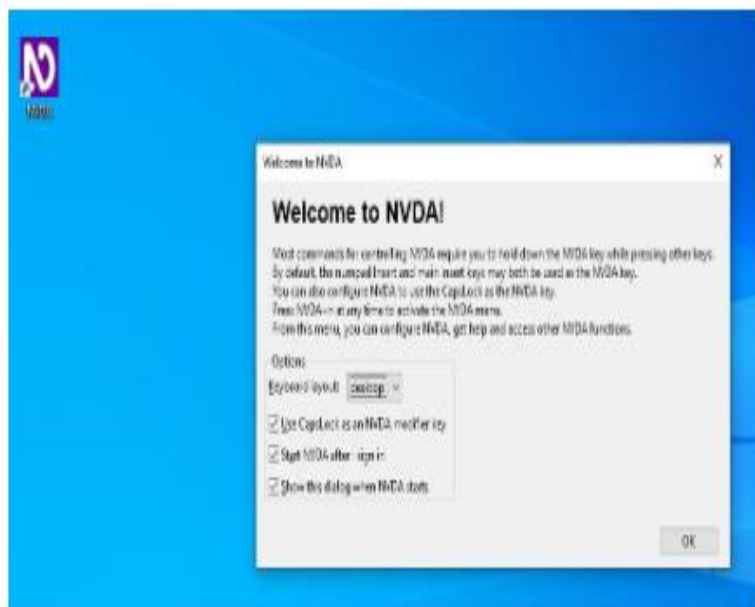 NVDA
Welcome to NVDA
X
Welcome to NVDA!
Most commands for controlling NVDA require you to hold down the NVDA key while pressing other keys.
By default, the numpad Insert and main insert keys may both be used as the NVDA key.
You can also configure NVDA to use the CapsLock as the NVDA key.
Press NVDA+n at any time to activate the NVDA menu.
From this menu, you can configure NVDA, get help and access other NVDA functions.
Options
Keyboard layout: desktop
Use CapsLock as an NVDA modifier key
Start NVDA after sign in
Show this dialog when NVDA starts
OK